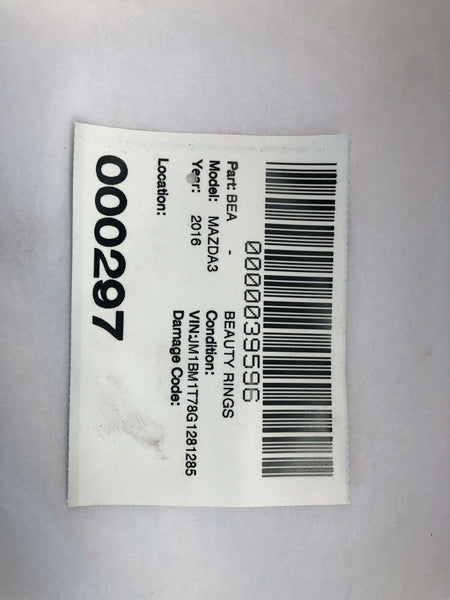 0000039596
Part: BEA - BEAUTY RINGS
Model: MAZDA3 Condition:
Year: 2016 VIN:JM1BM1T78G1281285
Damage Code:
Location:
000297